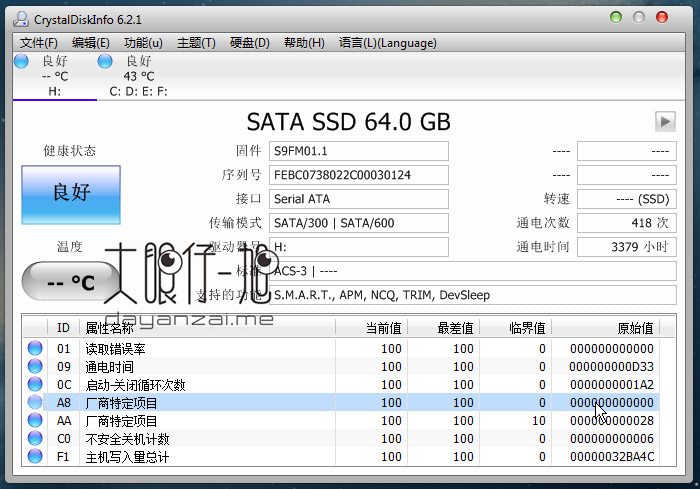 CrystalDiskInfo 6.2.1
文件(F) 编辑(E) 功能(u) 主题(T) 硬盘(D) 帮助(H) 语言(L)(Language)
良好 良好
-- °C 43 °C
H: C: D: E: F:
SATA SSD 64.0 GB
健康状态 固件 S9FM01.1 ---- ----
良好 序列号 FEBC0738022C00030124 ---- ----
接口 Serial ATA 转速 ---- (SSD)
传输模式 SATA/300 | SATA/600 通电次数 418 次
温度 驱动器号 H: 通电时间 3379 小时
-- °C 标准 ACS-3 | ----
支持的功能 S.M.A.R.T., APM, NCQ, TRIM, DevSleep
大眼仔~旭
dayanzai.me
ID 属性名称 当前值 最差值 临界值 原始值
01 读取错误率 100 100 0 000000000000
09 通电时间 100 100 0 000000000D33
0C 启动-关闭循环次数 100 100 0 0000000001A2
A8 厂商特定项目 100 100 0 000000000000
AA 厂商特定项目 100 100 10 000000000028
C0 不安全关机计数 100 100 0 000000000006
F1 主机写入量总计 100 100 0 00000032BA4C